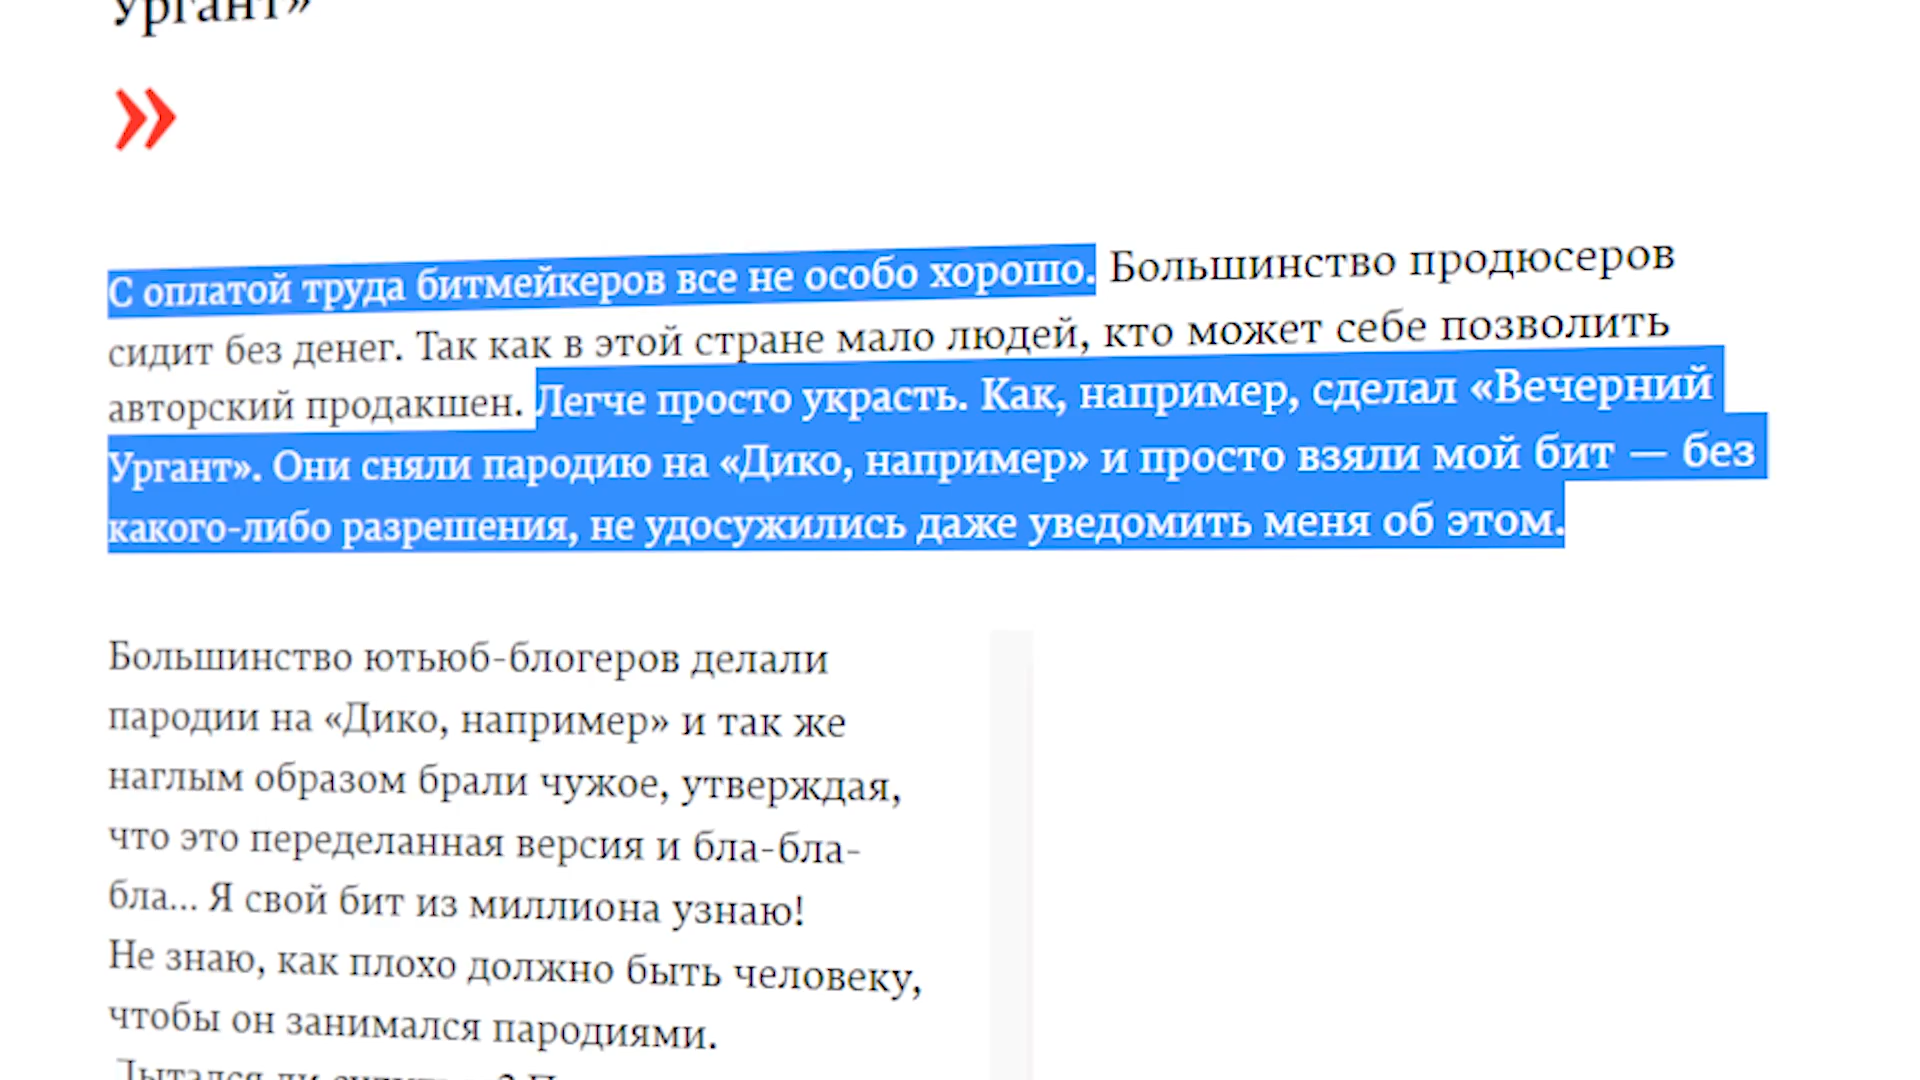 Ургант»
»
С оплатой труда битмейкеров все не особо хорошо. Большинство продюсеров
сидит без денег. Так как в этой стране мало людей, кто может себе позволить
авторский продакшен. Легче просто украсть. Как, например, сделал «Вечерний
Ургант». Они сняли пародию на «Дико, например» и просто взяли мой бит — без
какого-либо разрешения, не удосужились даже уведомить меня об этом.
Большинство ютьюб-блогеров делали
пародии на «Дико, например» и так же
наглым образом брали чужое, утверждая,
что это переделанная версия и бла-бла-
бла... Я свой бит из миллиона узнаю!
Не знаю, как плохо должно быть человеку,
чтобы он занимался пародиями.